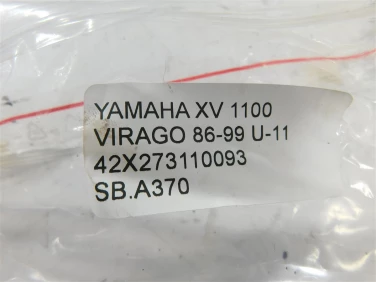 YAMAHA XV 1100
VIRAGO 86-99 U-11
42X273110093
SB.A370